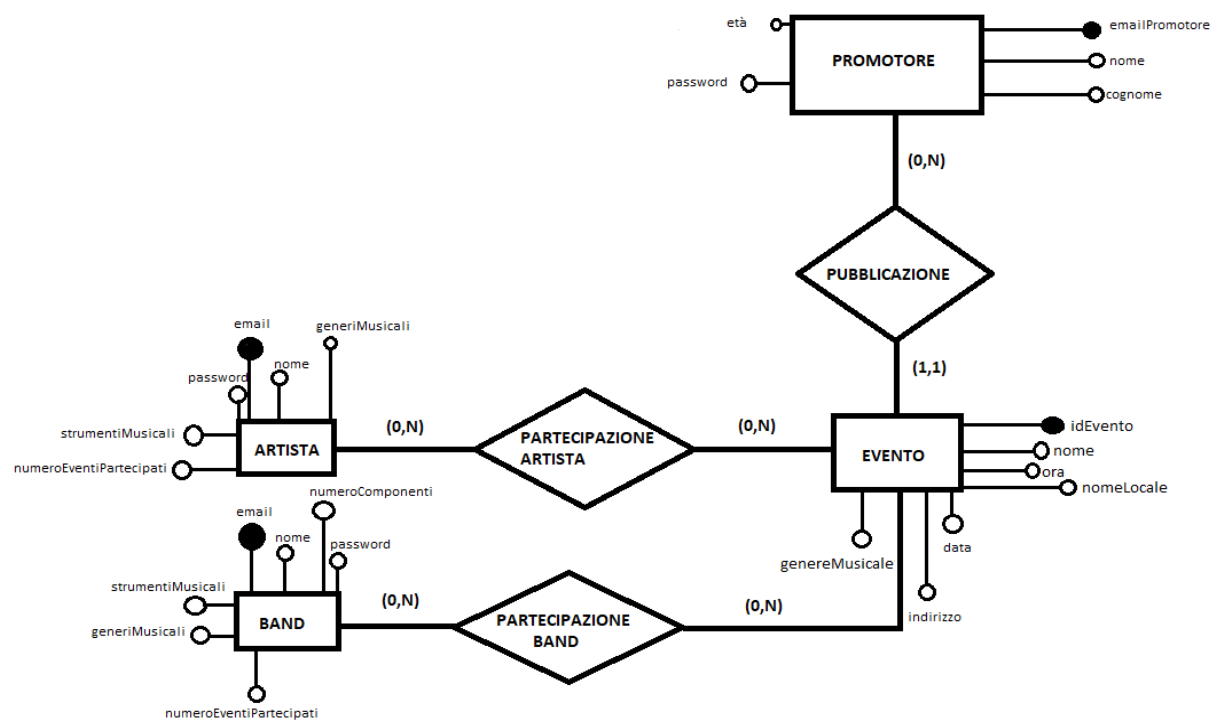 età
emailPromotore
PROMOTORE
nome
password
cognome
(0,N)
PUBBLICAZIONE
(1,1)
email
generiMusicali
nome
password
strumentiMusicali
ARTISTA
numeroEventiPartecipati
(0,N)
PARTECIPAZIONE
ARTISTA
(0,N)
EVENTO
idEvento
nome
ora
nomeLocale
data
genereMusicale
indirizzo
numeroComponenti
email
nome
password
strumentiMusicali
generiMusicali
BAND
numeroEventiPartecipati
(0,N)
PARTECIPAZIONE
BAND
(0,N)